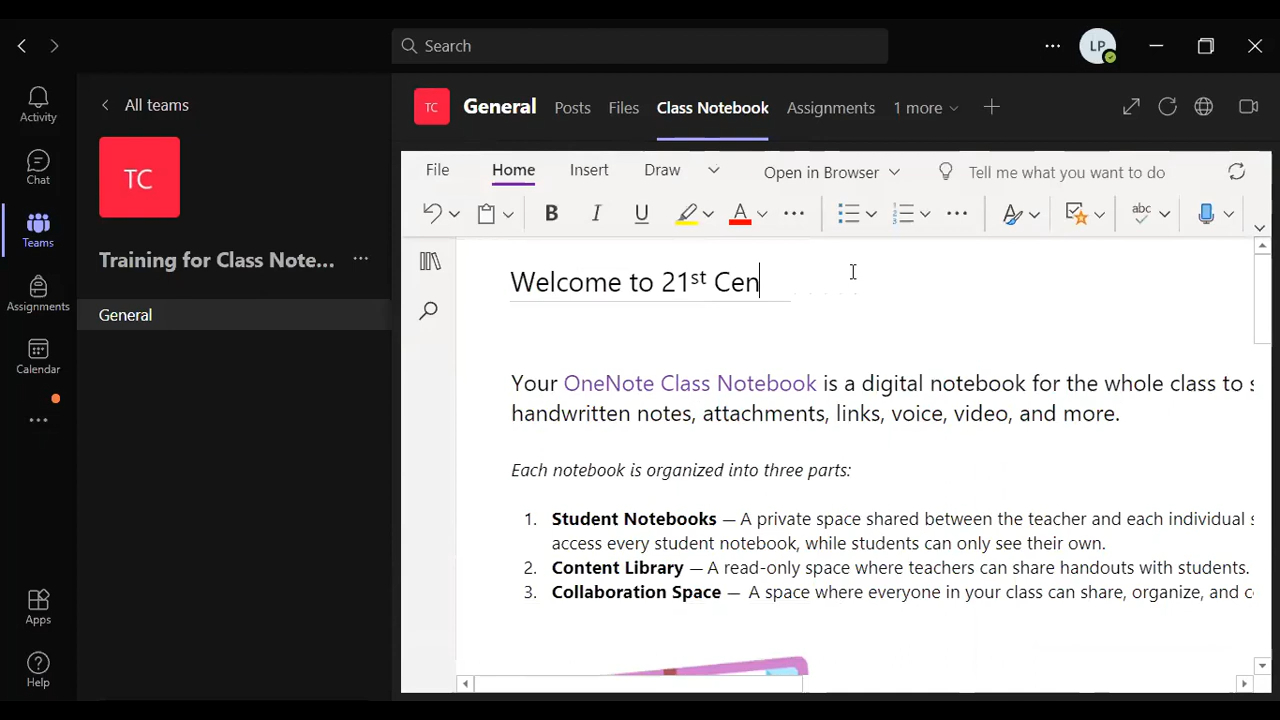 Search
LP
Activity
Chat
Teams
Assignments
Calendar
Apps
Help
All teams
TC
Training for Class Note...
General
TC General Posts Files Class Notebook Assignments 1 more
File Home Insert Draw Open in Browser Tell me what you want to do
B I U A abc
Welcome to 21st Cen
Your OneNote Class Notebook is a digital notebook for the whole class to s
handwritten notes, attachments, links, voice, video, and more.
Each notebook is organized into three parts:
1. Student Notebooks — A private space shared between the teacher and each individual s
access every student notebook, while students can only see their own.
2. Content Library — A read-only space where teachers can share handouts with students.
3. Collaboration Space — A space where everyone in your class can share, organize, and c